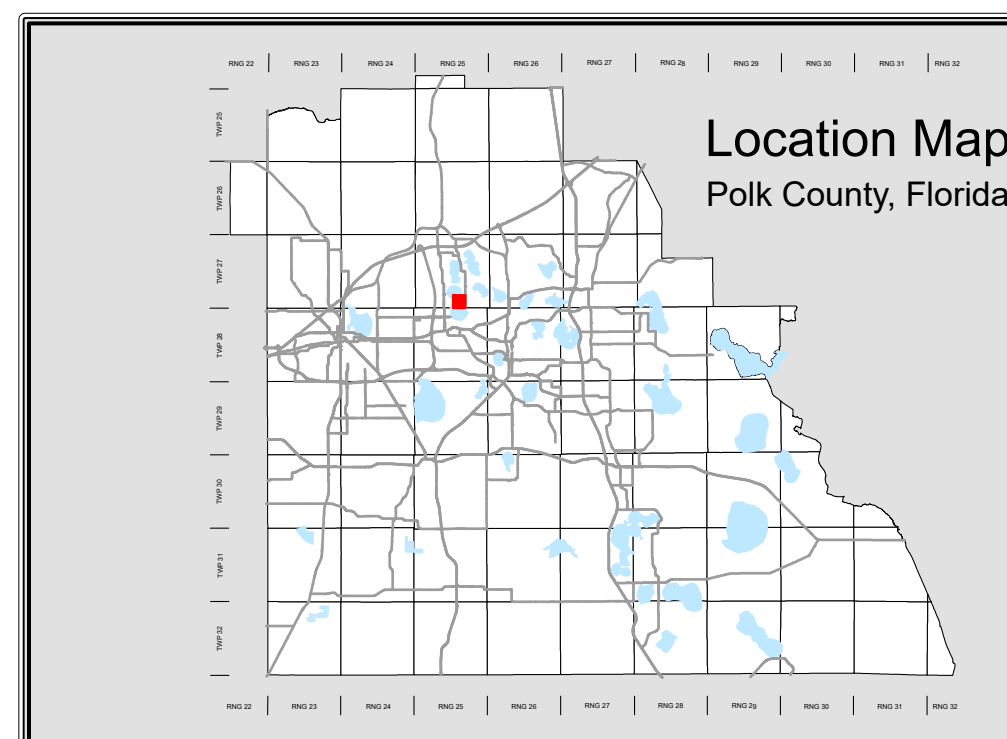 RNG 22 RNG 23 RNG 24 RNG 25 RNG 26 RNG 27 RNG 28 RNG 29 RNG 30 RNG 31 RNG 32
Location Map
Polk County, Florida
TWP 25
TWP 26
TWP 27
TWP 28
TWP 29
TWP 30
TWP 31
TWP 32
RNG 22 RNG 23 RNG 24 RNG 25 RNG 26 RNG 27 RNG 28 RNG 29 RNG 30 RNG 31 RNG 32